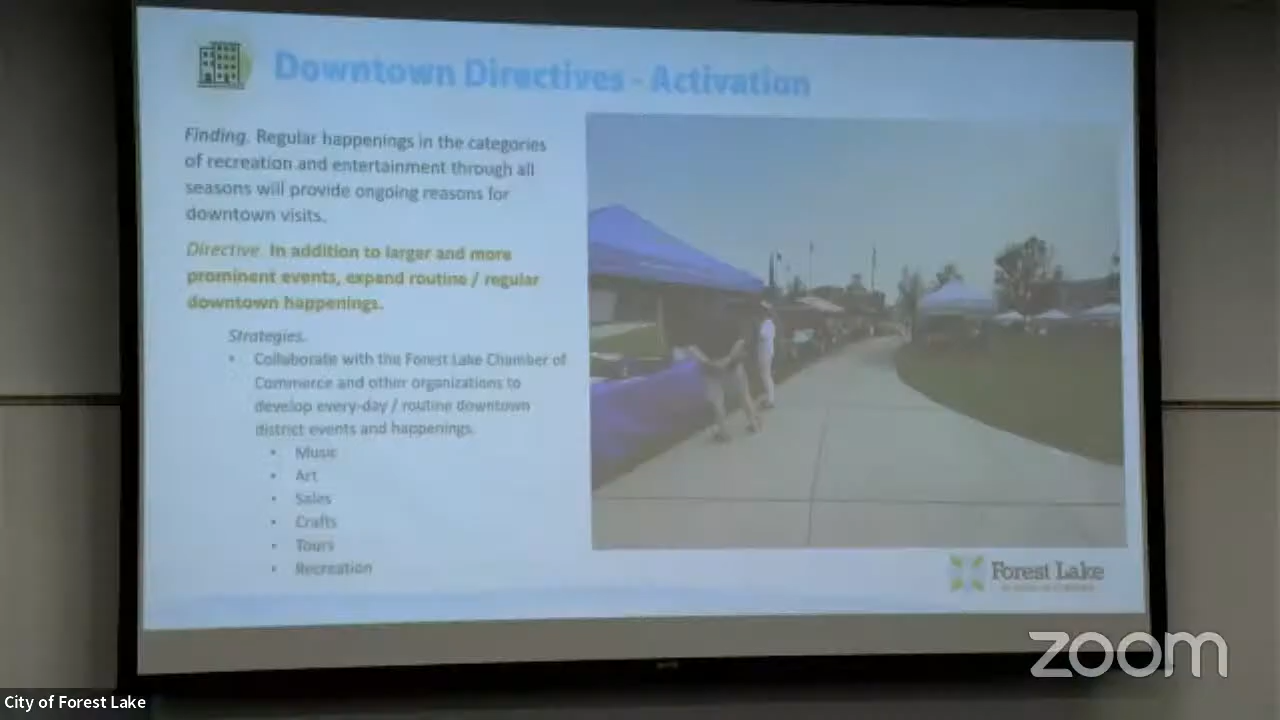 Downtown Directives - Activation
Finding. Regular happenings in the categories
of recreation and entertainment through all
seasons will provide ongoing reasons for
downtown visits.
Directive. In addition to larger and more
prominent events, expend routine / regular
downtown happenings.
Strategies.
• Collaborate with the Forest Lake Chamber of
Commerce and other organizations to
develop every-day / routine downtown
district events and happenings.
• Music
• Art
• Sales
• Crafts
• Tours
• Recreation
Forest Lake
zoom
City of Forest Lake